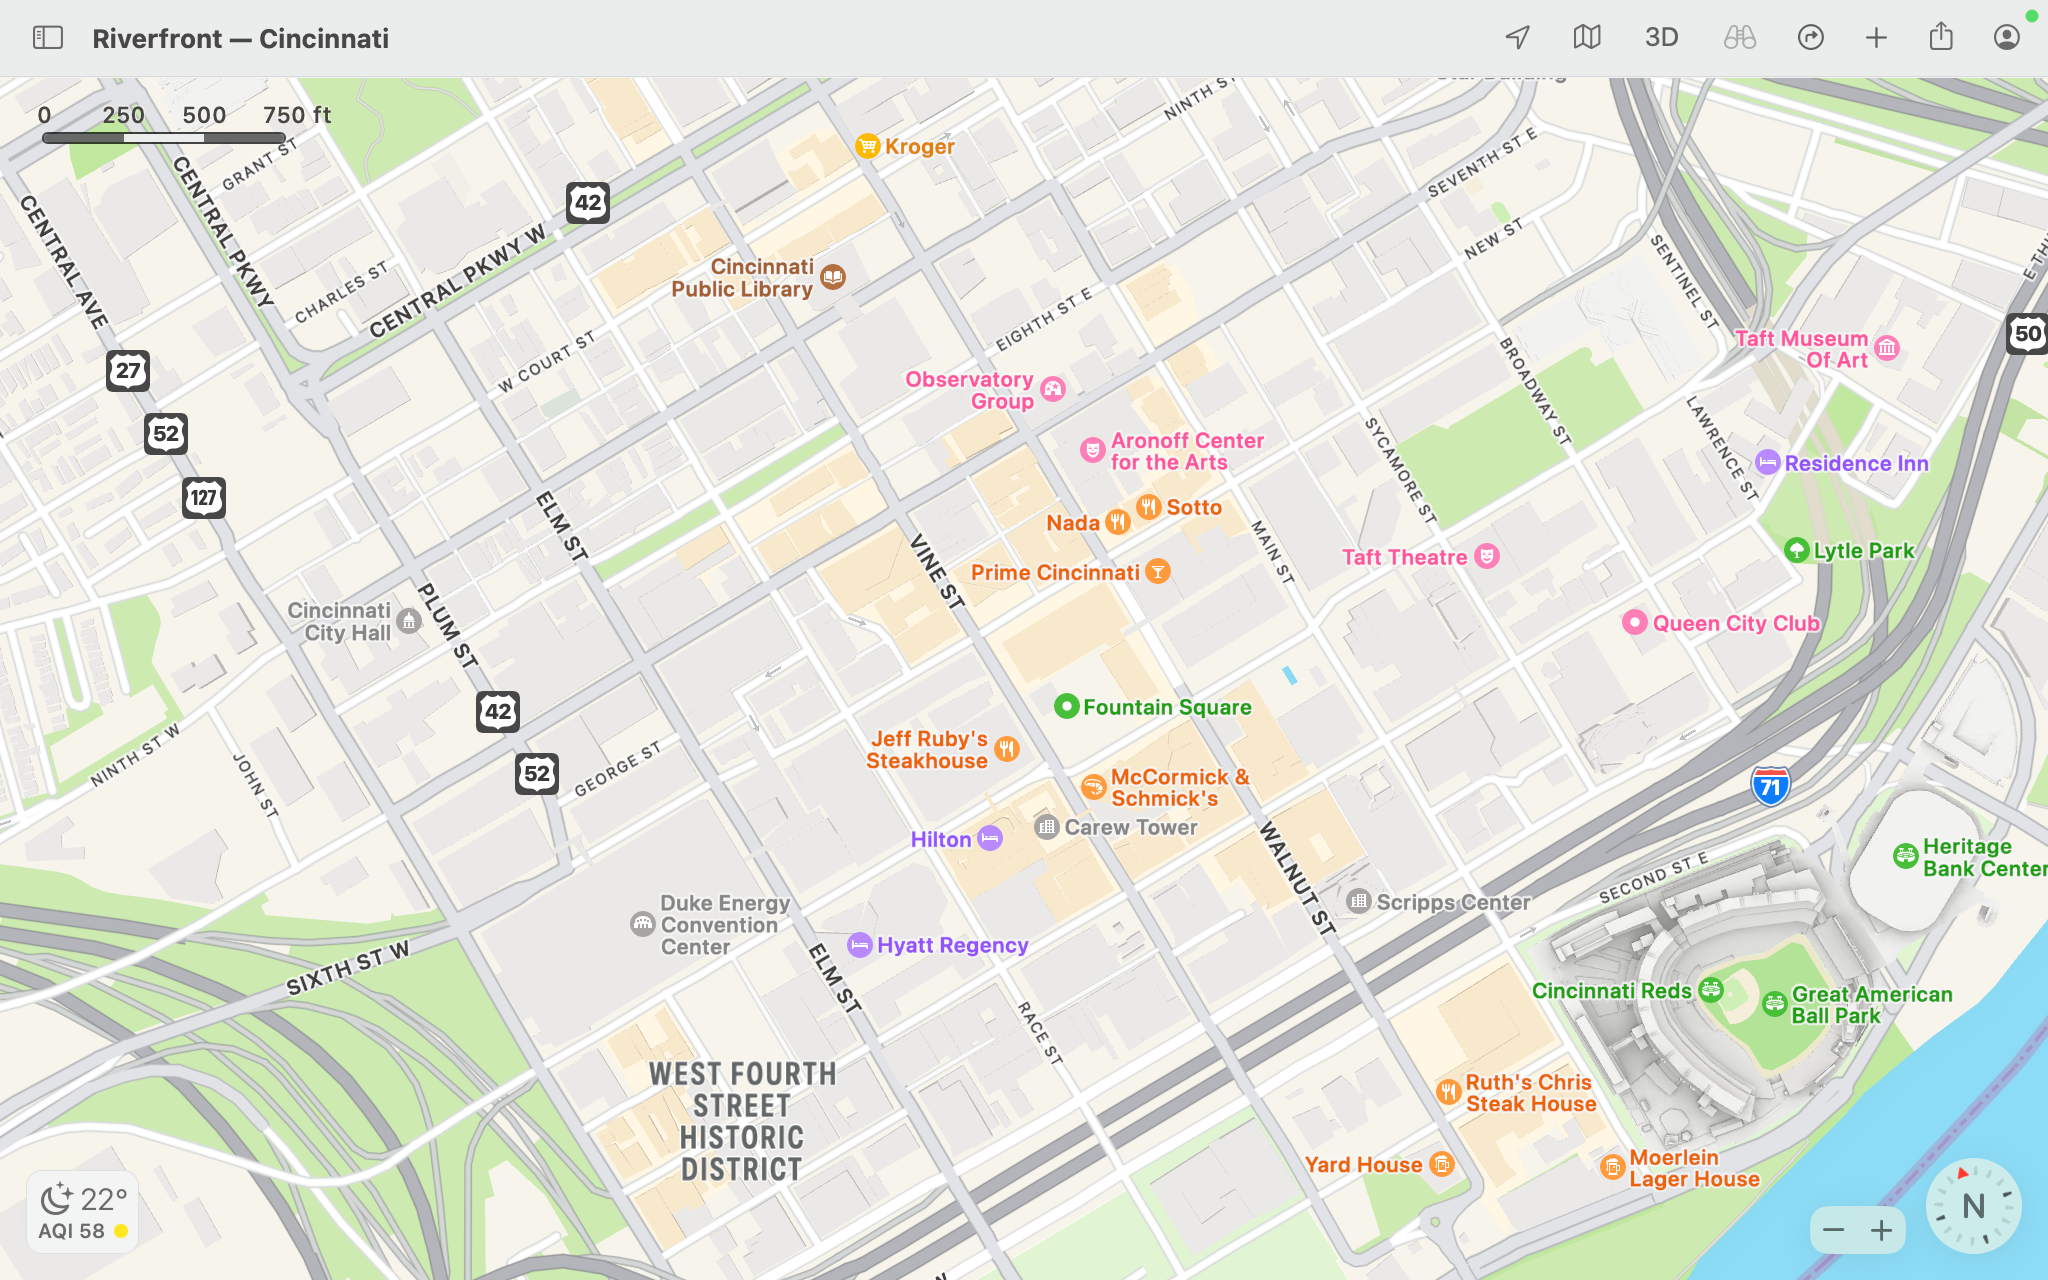 Riverfront — Cincinnati
3D
0 250 500 750 ft
NINTH ST
GRANT ST
CENTRAL PKWY
Kroger
SEVENTH ST E
CENTRAL AVE
42
CENTRAL PKWY W
NEW ST
SENTINEL ST
Cincinnati
Public Library
CHARLES ST
EIGHTH ST E
50
27
W COURT ST
BROADWAY ST
Taft Museum
Of Art
Observatory
Group
52
SYCAMORE ST
LAWRENCE ST
Aronoff Center
for the Arts
Residence Inn
127
ELM ST
Sotto
Nada
MAIN ST
VINE ST
Prime Cincinnati
Taft Theatre
Lytle Park
Cincinnati
City Hall
PLUM ST
Queen City Club
42
Fountain Square
NINTH ST W
JOHN ST
52
GEORGE ST
Jeff Ruby's
Steakhouse
McCormick &
Schmick's
71
Hilton
Carew Tower
WALNUT ST
Heritage
Bank Center
SECOND ST E
Duke Energy
Convention
Center
Scripps Center
Hyatt Regency
SIXTH ST W
ELM ST
RACE ST
Cincinnati Reds
Great American
Ball Park
WEST FOURTH
STREET
HISTORIC
DISTRICT
Ruth's Chris
Steak House
Yard House
Moerlein
Lager House
22°
AQI 58
N